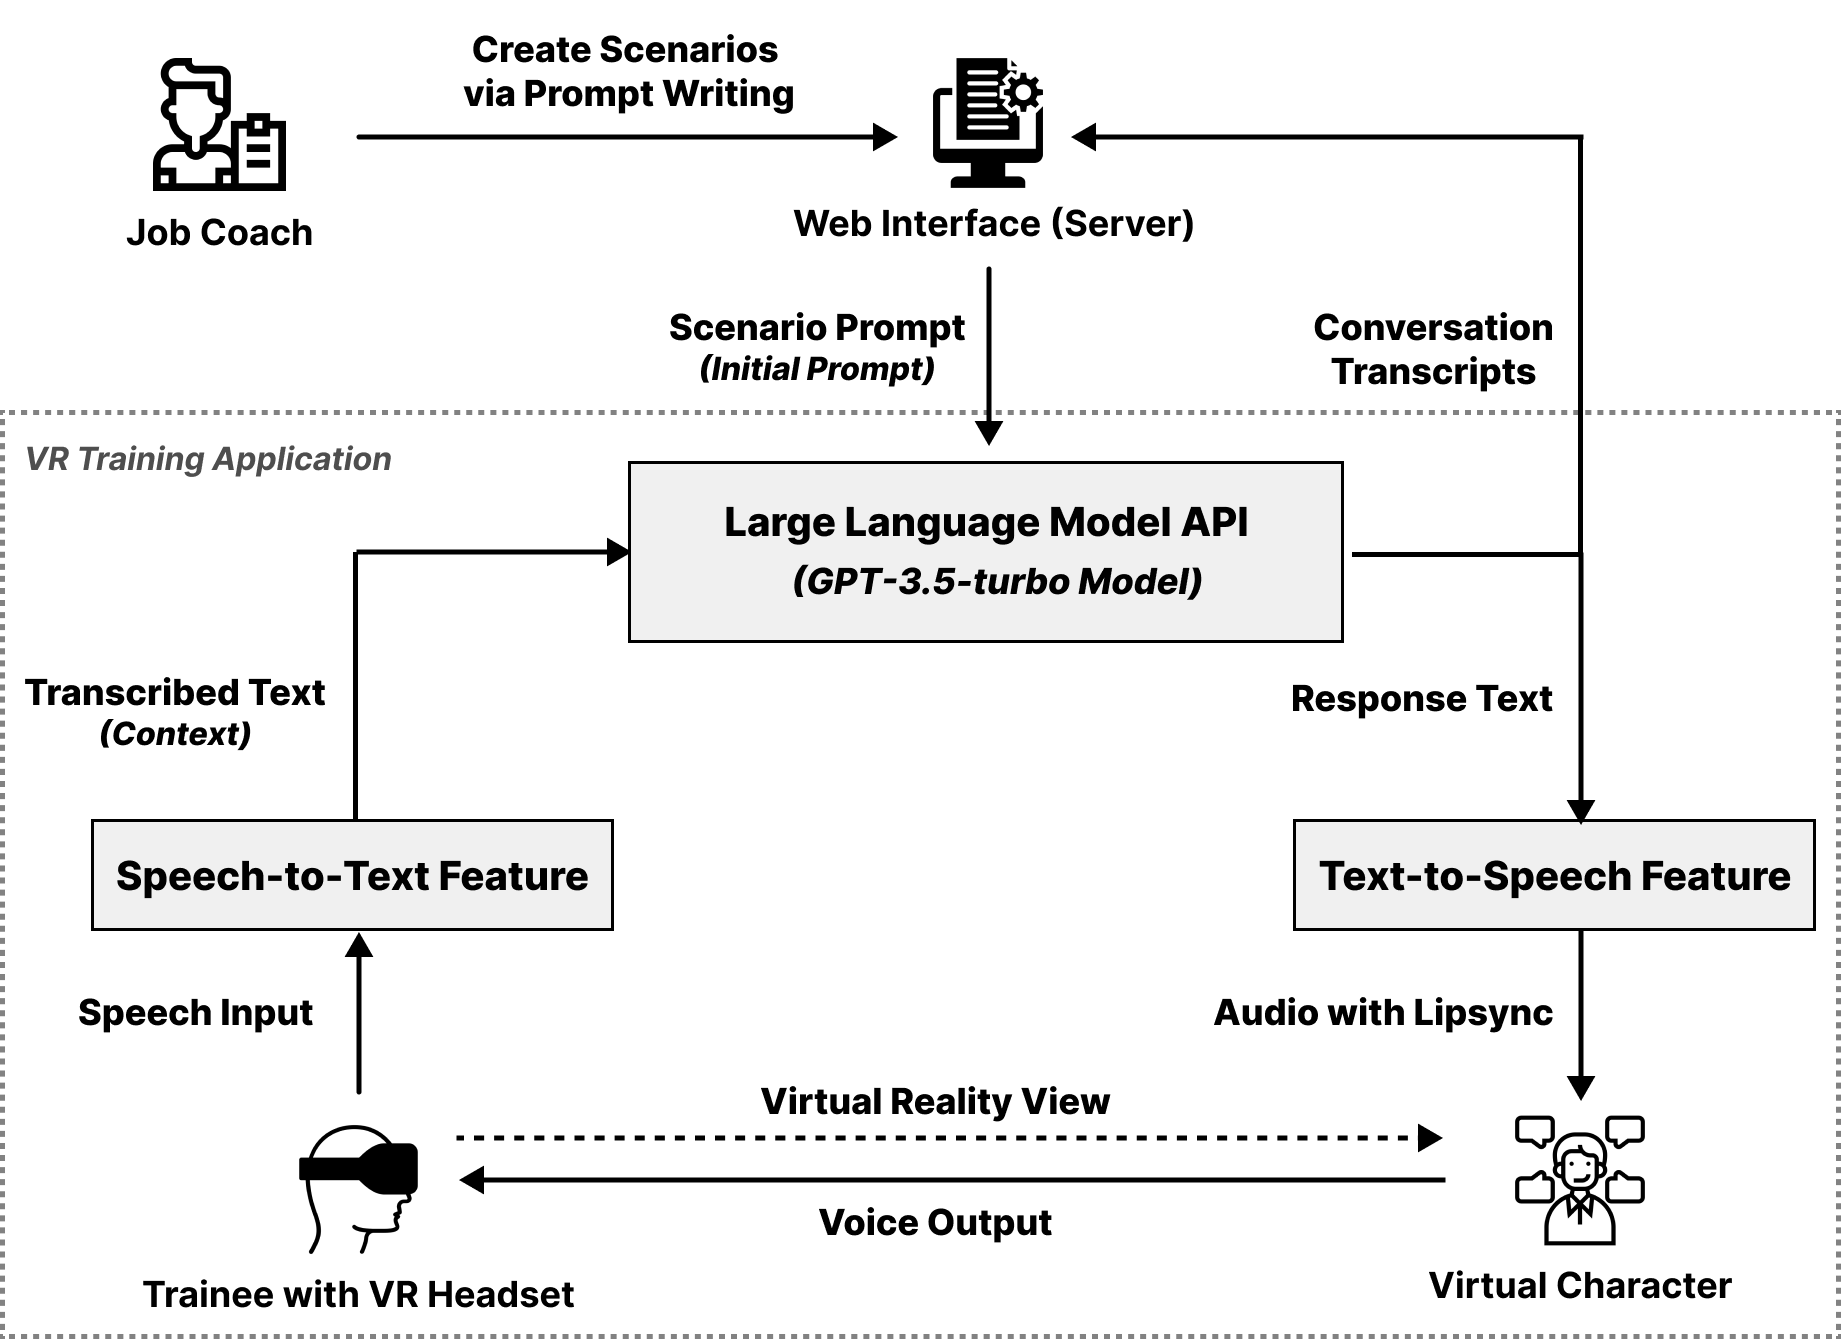 Create Scenarios
via Prompt Writing
Job Coach
Web Interface (Server)
Scenario Prompt
(Initial Prompt)
Conversation
Transcripts
VR Training Application
Large Language Model API
(GPT-3.5-turbo Model)
Transcribed Text
(Context)
Response Text
Speech-to-Text Feature
Text-to-Speech Feature
Speech Input
Audio with Lipsync
Virtual Reality View
Voice Output
Trainee with VR Headset
Virtual Character